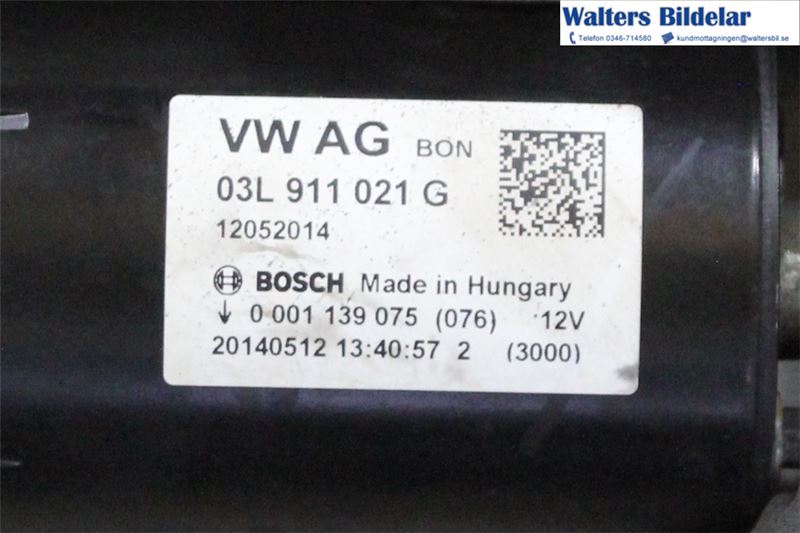 Walters Bildelar
Telefon 0346-714580 kundmottagningen@waltersbil.se
VW AG BON
03L 911 021 G
12052014
BOSCH Made in Hungary
↓ 0 001 139 075 (076) 12V
20140512 13:40:57 2 (3000)